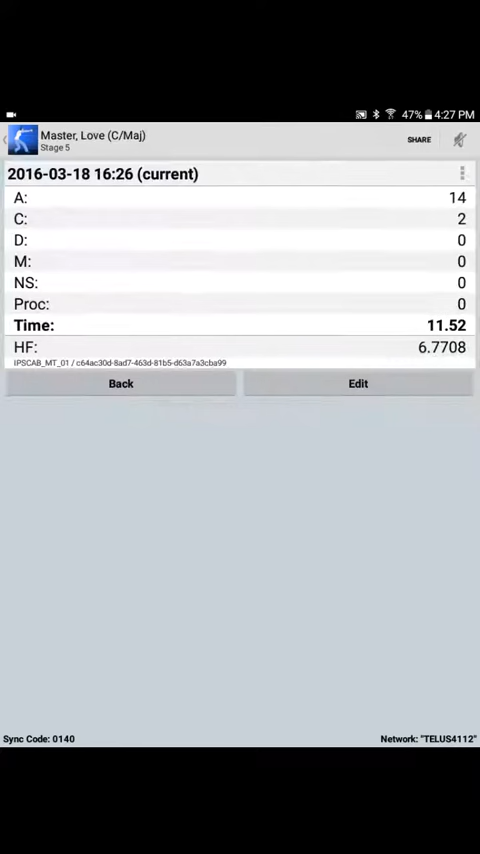 47% 4:27 PM
Master, Love (C/Maj)
Stage 5
SHARE
2016-03-18 16:26 (current)
A: 14
C: 2
D: 0
M: 0
NS: 0
Proc: 0
Time: 11.52
HF: 6.7708
IPSCAB_MT_01 / c64ac30d-8ad7-463d-81b5-d63a7a3cba99
Back Edit
Sync Code: 0140 Network: "TELUS4112"